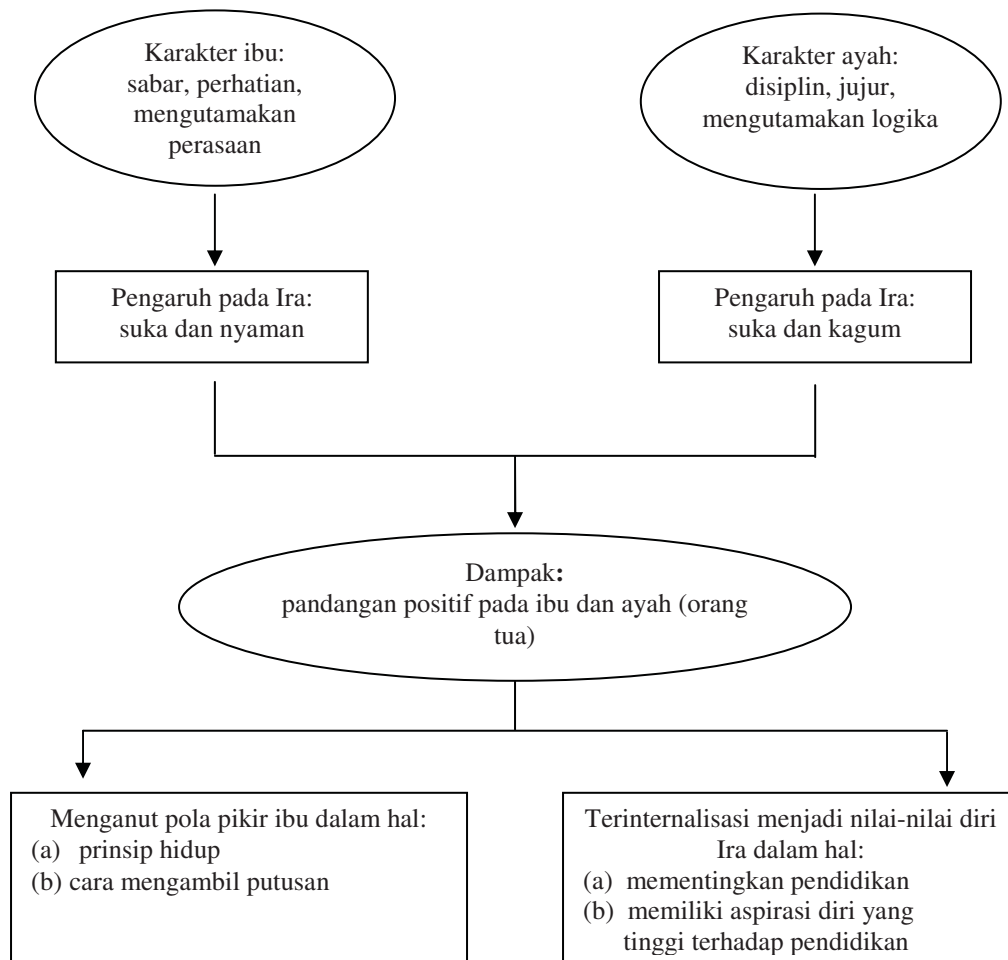 Karakter ibu:
sabar, perhatian,
mengutamakan
perasaan
Karakter ayah:
disiplin, jujur,
mengutamakan logika
Pengaruh pada Ira:
suka dan nyaman
Pengaruh pada Ira:
suka dan kagum
Dampak:
pandangan positif pada ibu dan ayah (orang
tua)
Menganut pola pikir ibu dalam hal:
(a) prinsip hidup
(b) cara mengambil putusan
Terinternalisasi menjadi nilai-nilai diri
Ira dalam hal:
(a) mementingkan pendidikan
(b) memiliki aspirasi diri yang
tinggi terhadap pendidikan